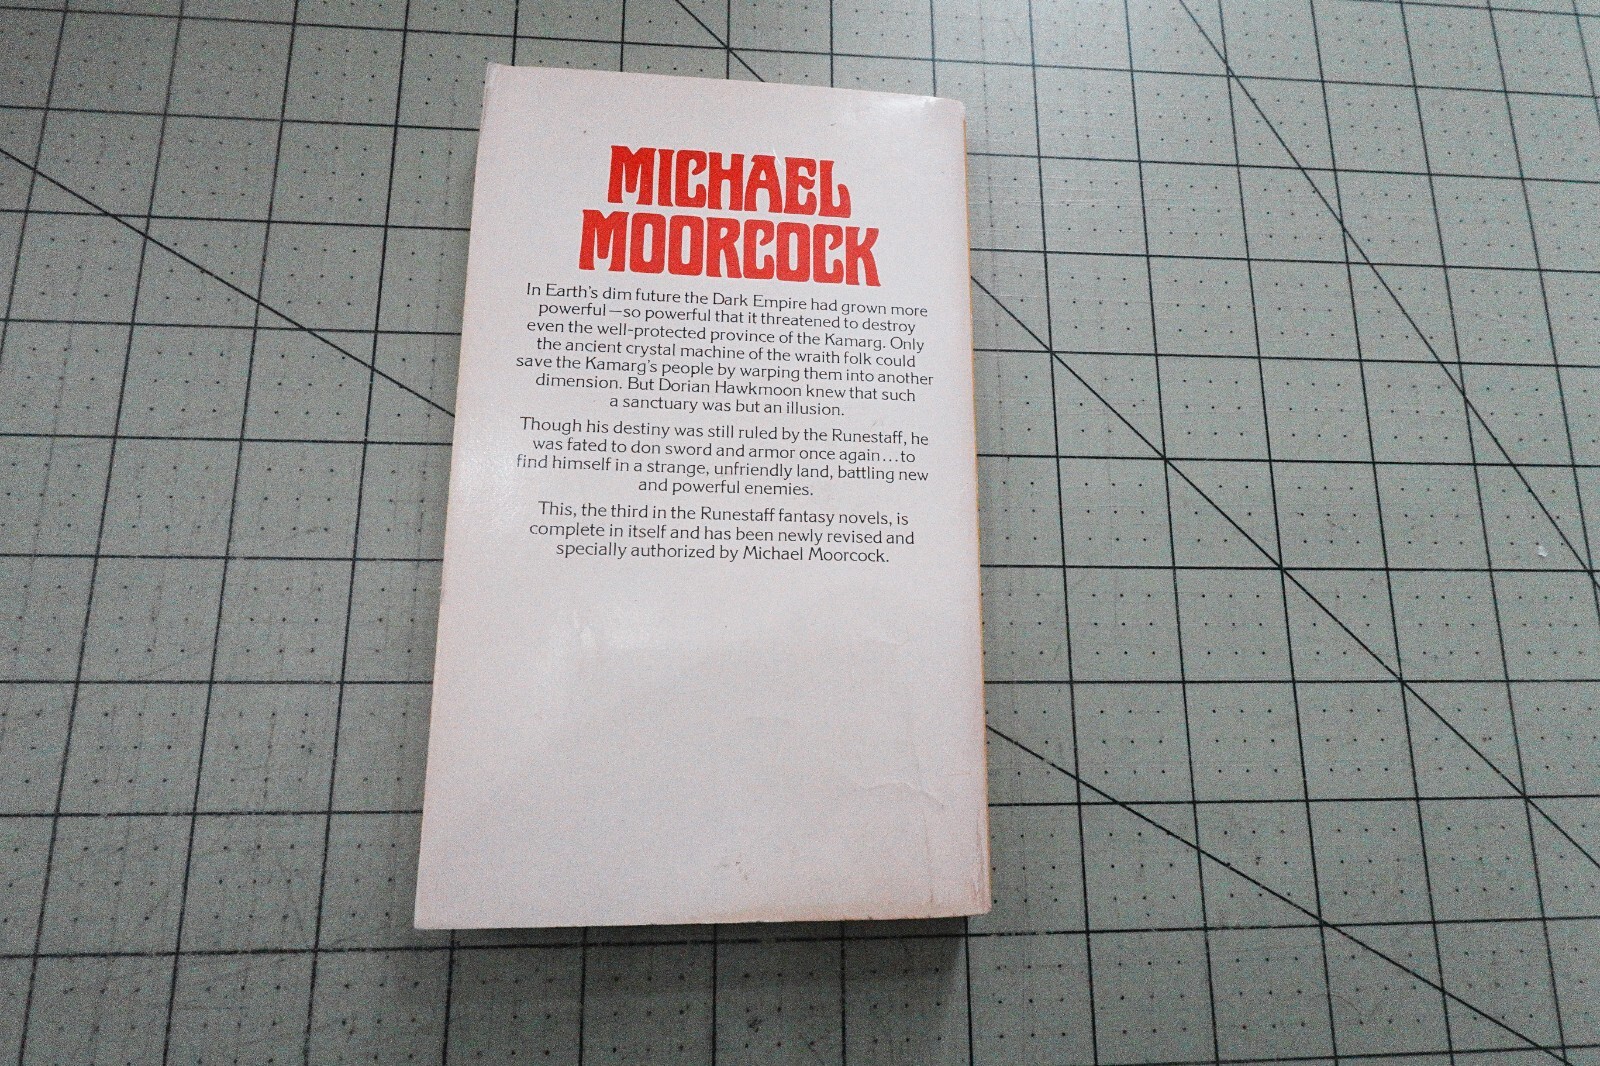 MICHAEL
MOORCOCK
In Earth's dim future the Dark Empire had grown more
powerful—so powerful that it threatened to destroy
even the well-protected province of the Kamarg. Only
the ancient crystal machine of the wraith folk could
save the Kamarg's people by warping them into another
dimension. But Dorian Hawkmoon knew that such
a sanctuary was but an illusion.
Though his destiny was still ruled by the Runestaff, he
was fated to don sword and armor once again...to
find himself in a strange, unfriendly land, battling new
and powerful enemies.
This, the third in the Runestaff fantasy novels, is
complete in itself and has been newly revised and
specially authorized by Michael Moorcock.